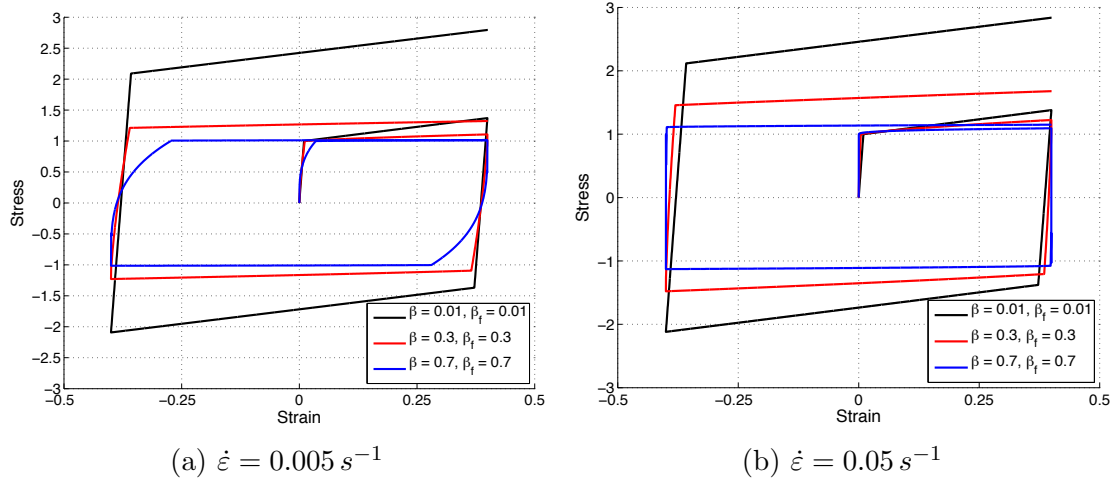 3
2.5
2
1.5
1
0.5
0
−0.5
−1
−1.5
−2
−2.5
−3
Stress
−0.5
−0.25
0
0.25
0.5
Strain
β = 0.01, β_f = 0.01
β = 0.3, β_f = 0.3
β = 0.7, β_f = 0.7
(a) ε̇ = 0.005 s⁻¹
3
2
1
0
−1
−2
−3
Stress
−0.5
−0.25
0
0.25
0.5
Strain
β = 0.01, β_f = 0.01
β = 0.3, β_f = 0.3
β = 0.7, β_f = 0.7
(b) ε̇ = 0.05 s⁻¹